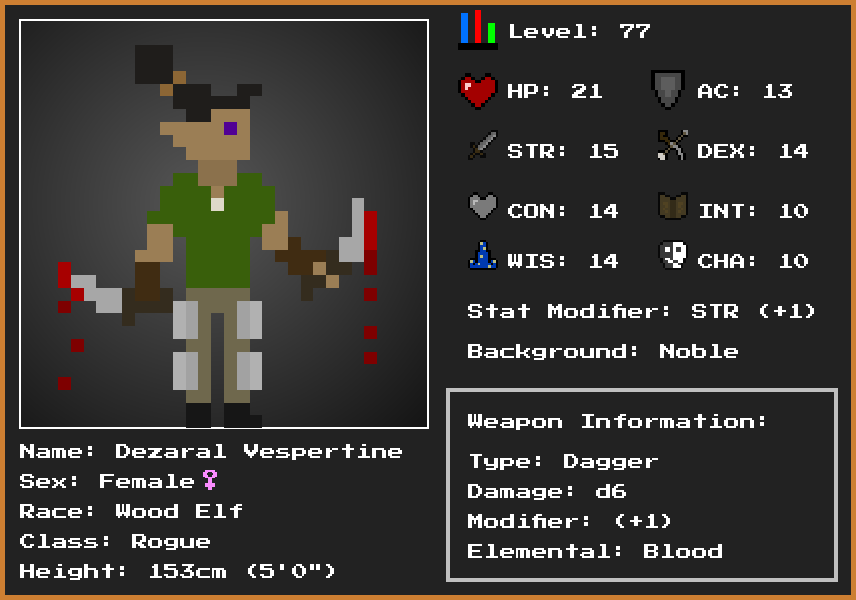 Level: 77
HP: 21
AC: 13
STR: 15
DEX: 14
CON: 14
INT: 10
WIS: 14
CHA: 10
Stat Modifier: STR (+1)
Background: Noble
Weapon Information:
Type: Dagger
Damage: d6
Modifier: (+1)
Elemental: Blood
Name: Dezaral Vespertine
Sex: Female♀
Race: Wood Elf
Class: Rogue
Height: 153cm (5'0")